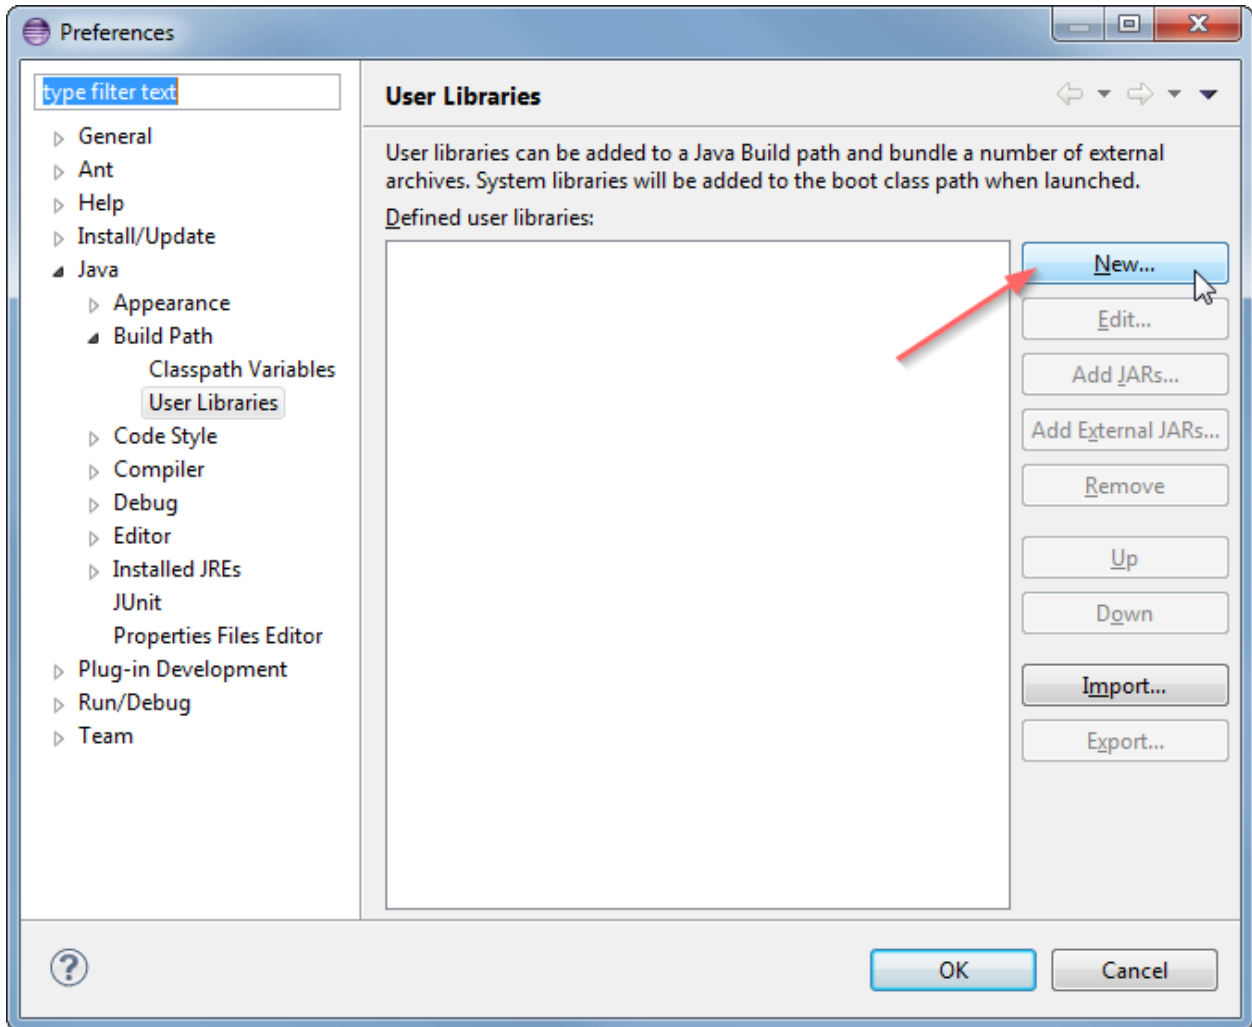 Preferences
type filter text
General
Ant
Help
Install/Update
Java
Appearance
Build Path
Classpath Variables
User Libraries
Code Style
Compiler
Debug
Editor
Installed JREs
JUnit
Properties Files Editor
Plug-in Development
Run/Debug
Team
User Libraries
User libraries can be added to a Java Build path and bundle a number of external
archives. System libraries will be added to the boot class path when launched.
Defined user libraries:
New...
Edit...
Add JARs...
Add External JARs...
Remove
Up
Down
Import...
Export...
?
OK
Cancel